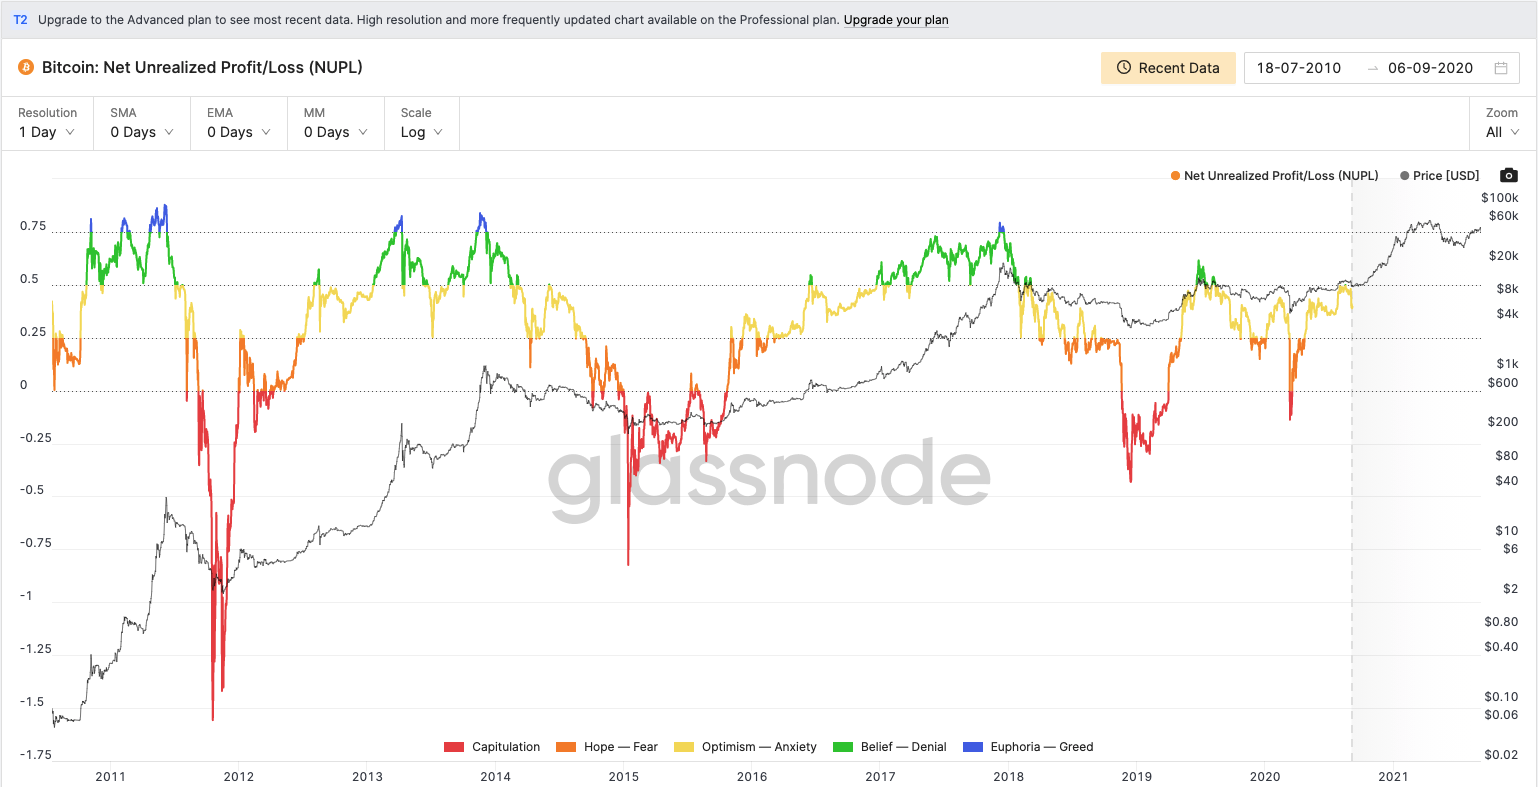 T2 Upgrade to the Advanced plan to see most recent data. High resolution and more frequently updated chart available on the Professional plan. Upgrade your plan
Bitcoin: Net Unrealized Profit/Loss (NUPL)
Recent Data
18-07-2010 → 06-09-2020
Resolution SMA EMA MM Scale Zoom
1 Day 0 Days 0 Days 0 Days Log All
Net Unrealized Profit/Loss (NUPL) Price [USD]
0.75
0.5
0.25
0
-0.25
-0.5
-0.75
-1
-1.25
-1.5
-1.75
$100k
$60k
$20k
$8k
$4k
$1k
$600
$200
$80
$40
$10
$6
$2
$0.80
$0.40
$0.10
$0.06
$0.02
glassnode
Capitulation Hope — Fear Optimism — Anxiety Belief — Denial Euphoria — Greed
2011 2012 2013 2014 2015 2016 2017 2018 2019 2020 2021